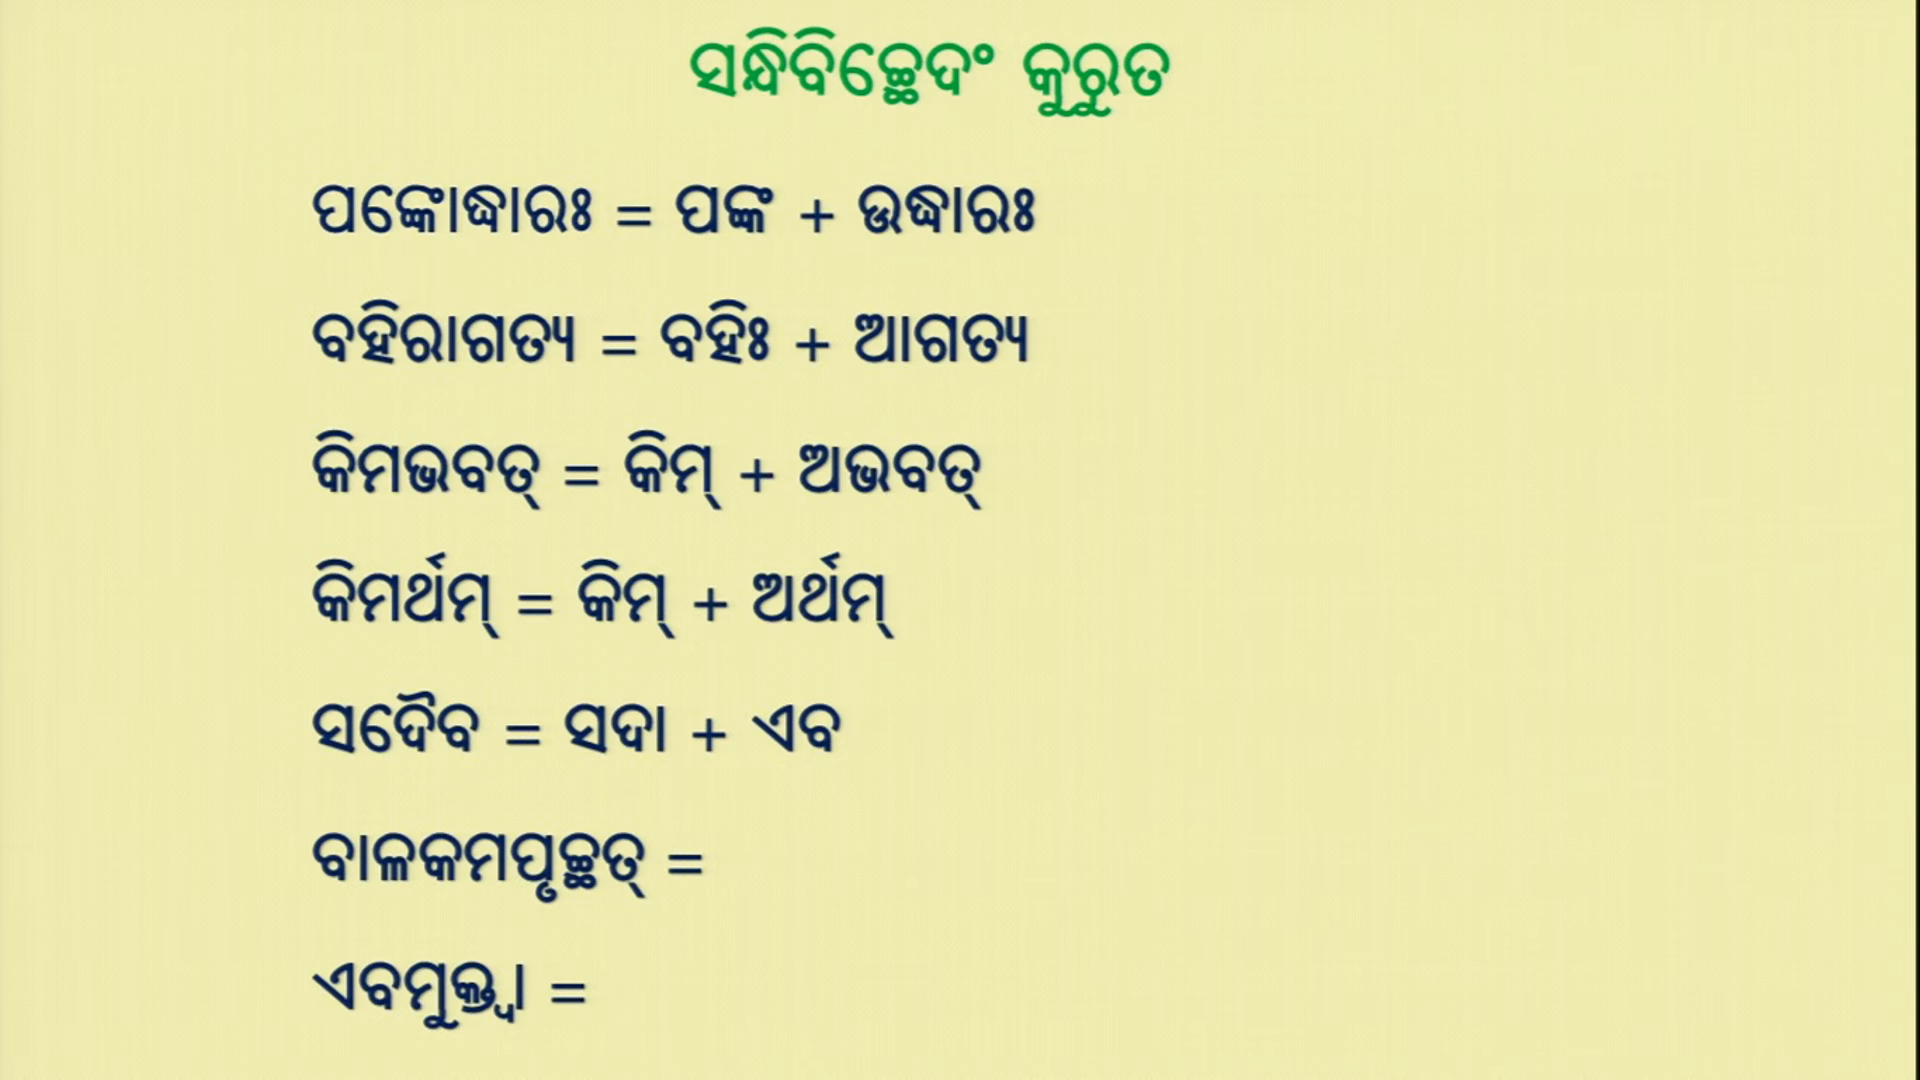 ସନ୍ଧିବିଚ୍ଛେଦଂ କୁରୁତ
ପଙ୍କୋଦ୍ଧାରଃ = ପଙ୍କ + ଉଦ୍ଧାରଃ
ବହିରାଗତ୍ୟ = ବହିଃ + ଆଗତ୍ୟ
କିମଭବତ୍ = କିମ୍ + ଅଭବତ୍
କିମର୍ଥମ୍ = କିମ୍ + ଅର୍ଥମ୍
ସଦୈବ = ସଦା + ଏବ
ବାଳକମପୃଚ୍ଛତ୍ =
ଏବମୁକ୍ତ୍ଵା =